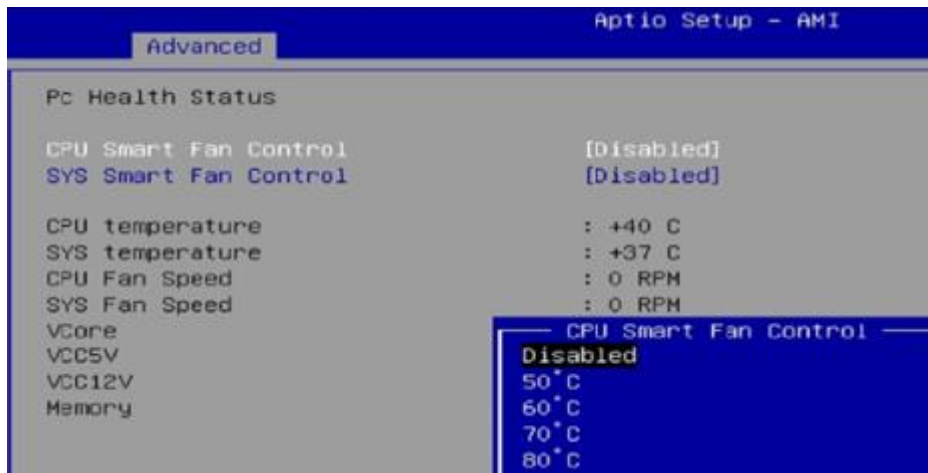 Aptio Setup - AMI
Advanced
Pc Health Status
CPU Smart Fan Control [Disabled]
SYS Smart Fan Control [Disabled]
CPU temperature : +40 C
SYS temperature : +37 C
CPU Fan Speed : 0 RPM
SYS Fan Speed : 0 RPM
VCore
VCC5V
VCC12V
Memory
CPU Smart Fan Control
Disabled
50°C
60°C
70°C
80°C